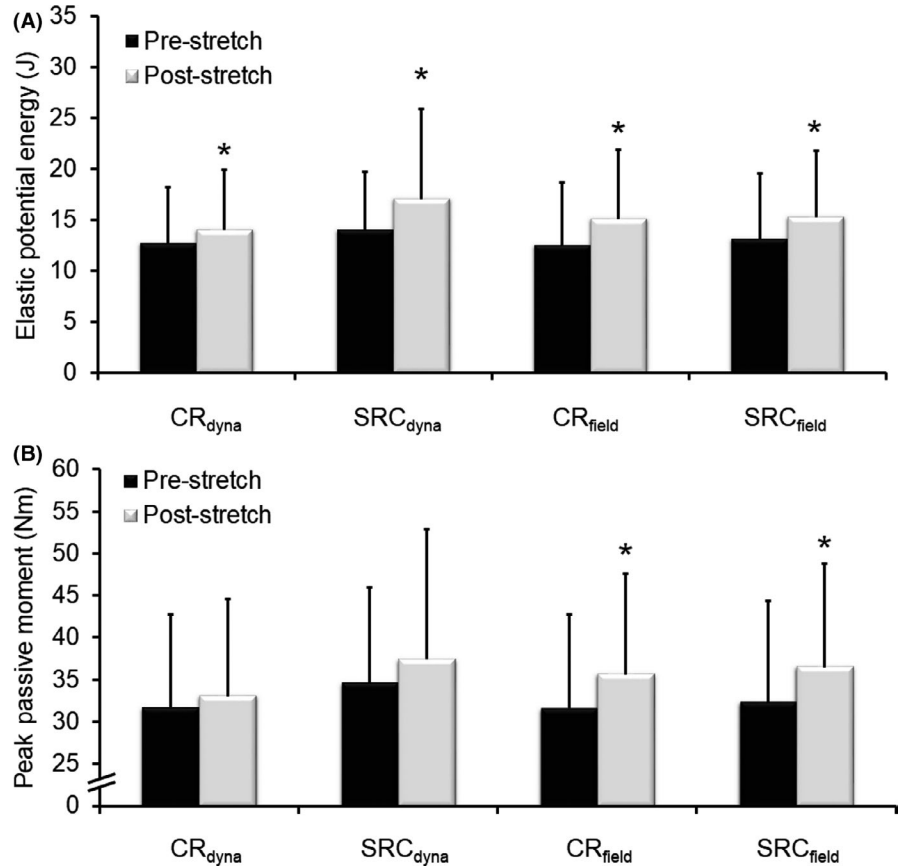 (A)
Elastic potential energy (J)
35
30
25
20
15
10
5
0
Pre-stretch
Post-stretch
*
*
*
*
CRdyna
SRCdyna
CRfield
SRCfield
(B)
Peak passive moment (Nm)
60
55
50
45
40
35
30
25
0
Pre-stretch
Post-stretch
*
*
CRdyna
SRCdyna
CRfield
SRCfield